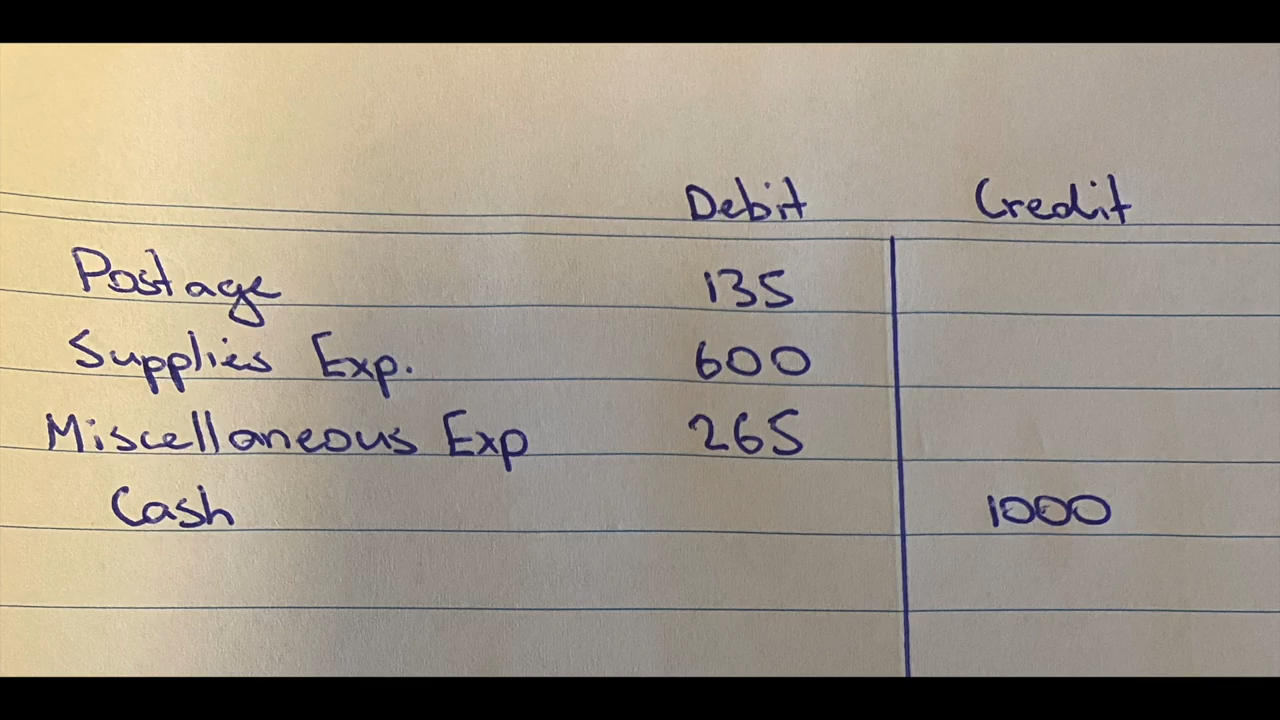 Debit Credit
Postage 135
Supplies Exp. 600
Miscellaneous Exp 265
Cash 1000